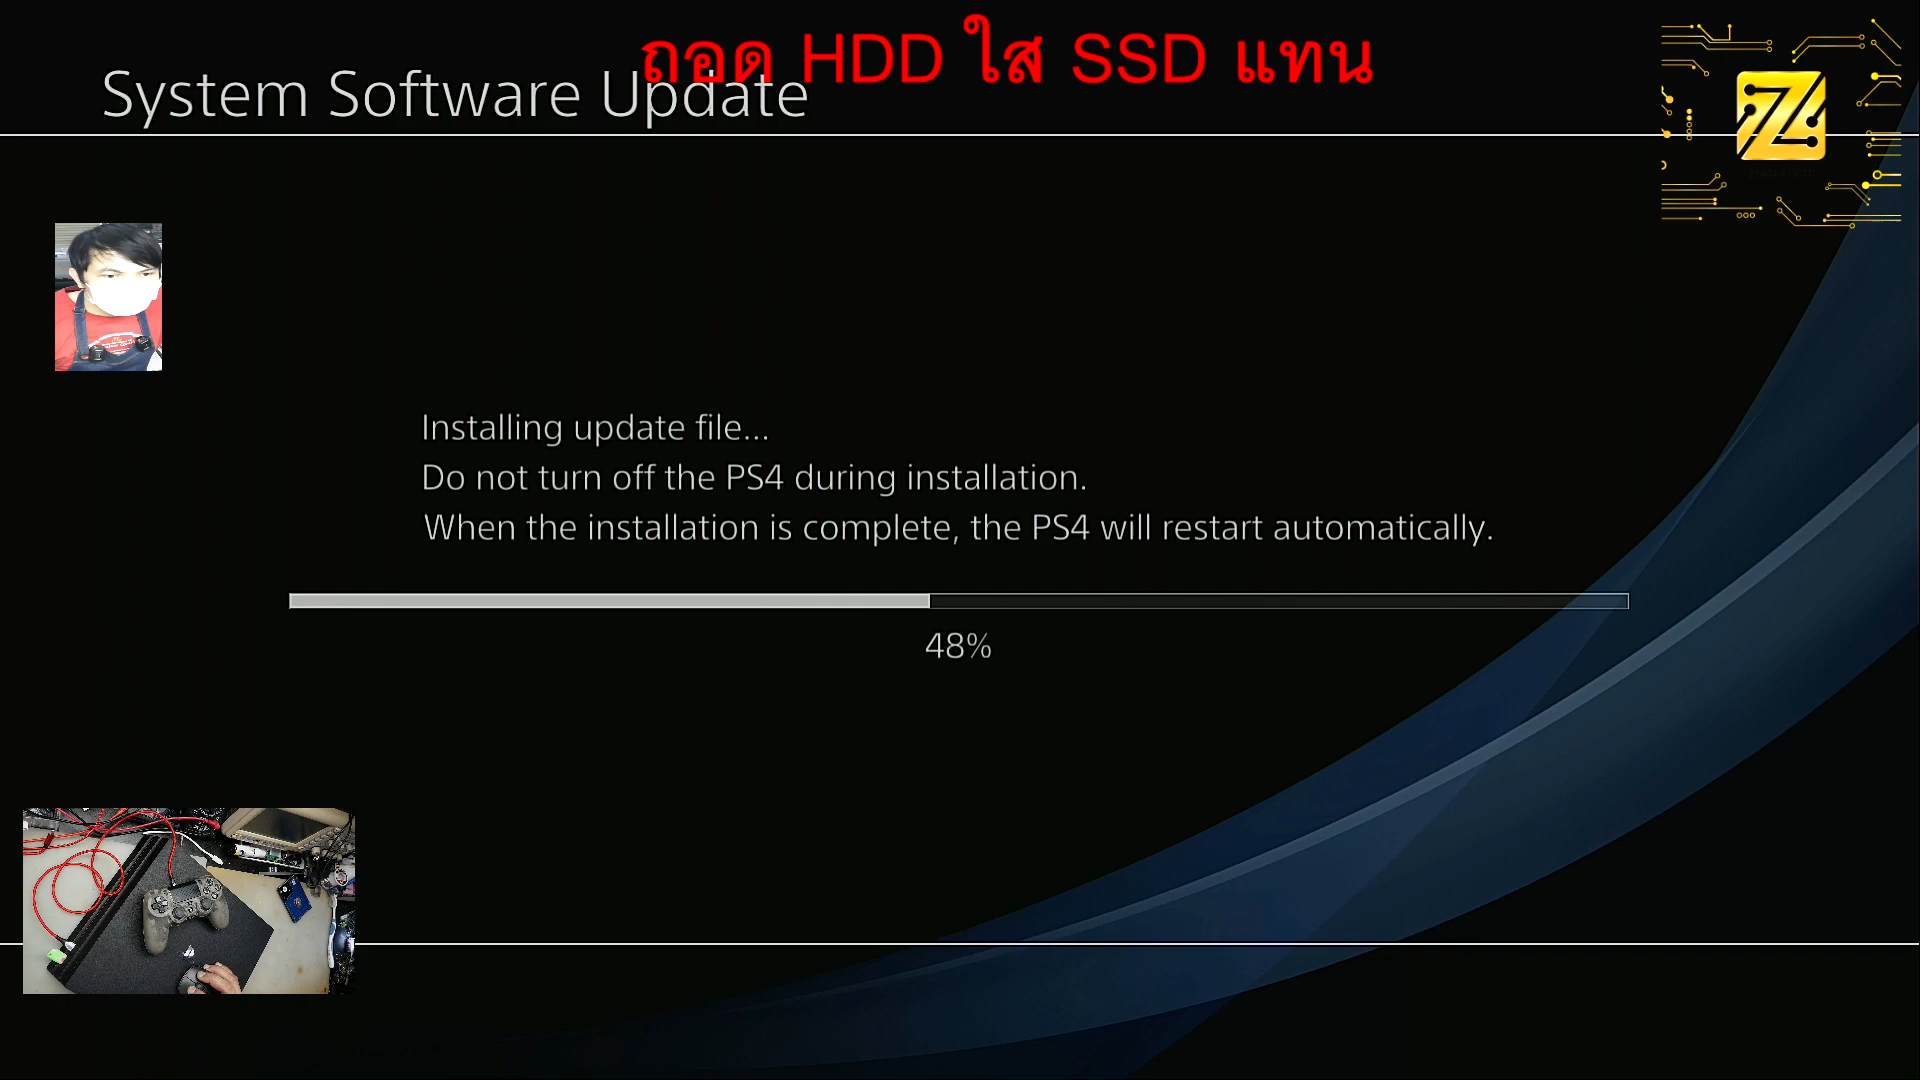 ถอด HDD ใส SSD แทน
System Software Update
Installing update file...
Do not turn off the PS4 during installation.
When the installation is complete, the PS4 will restart automatically.
48%